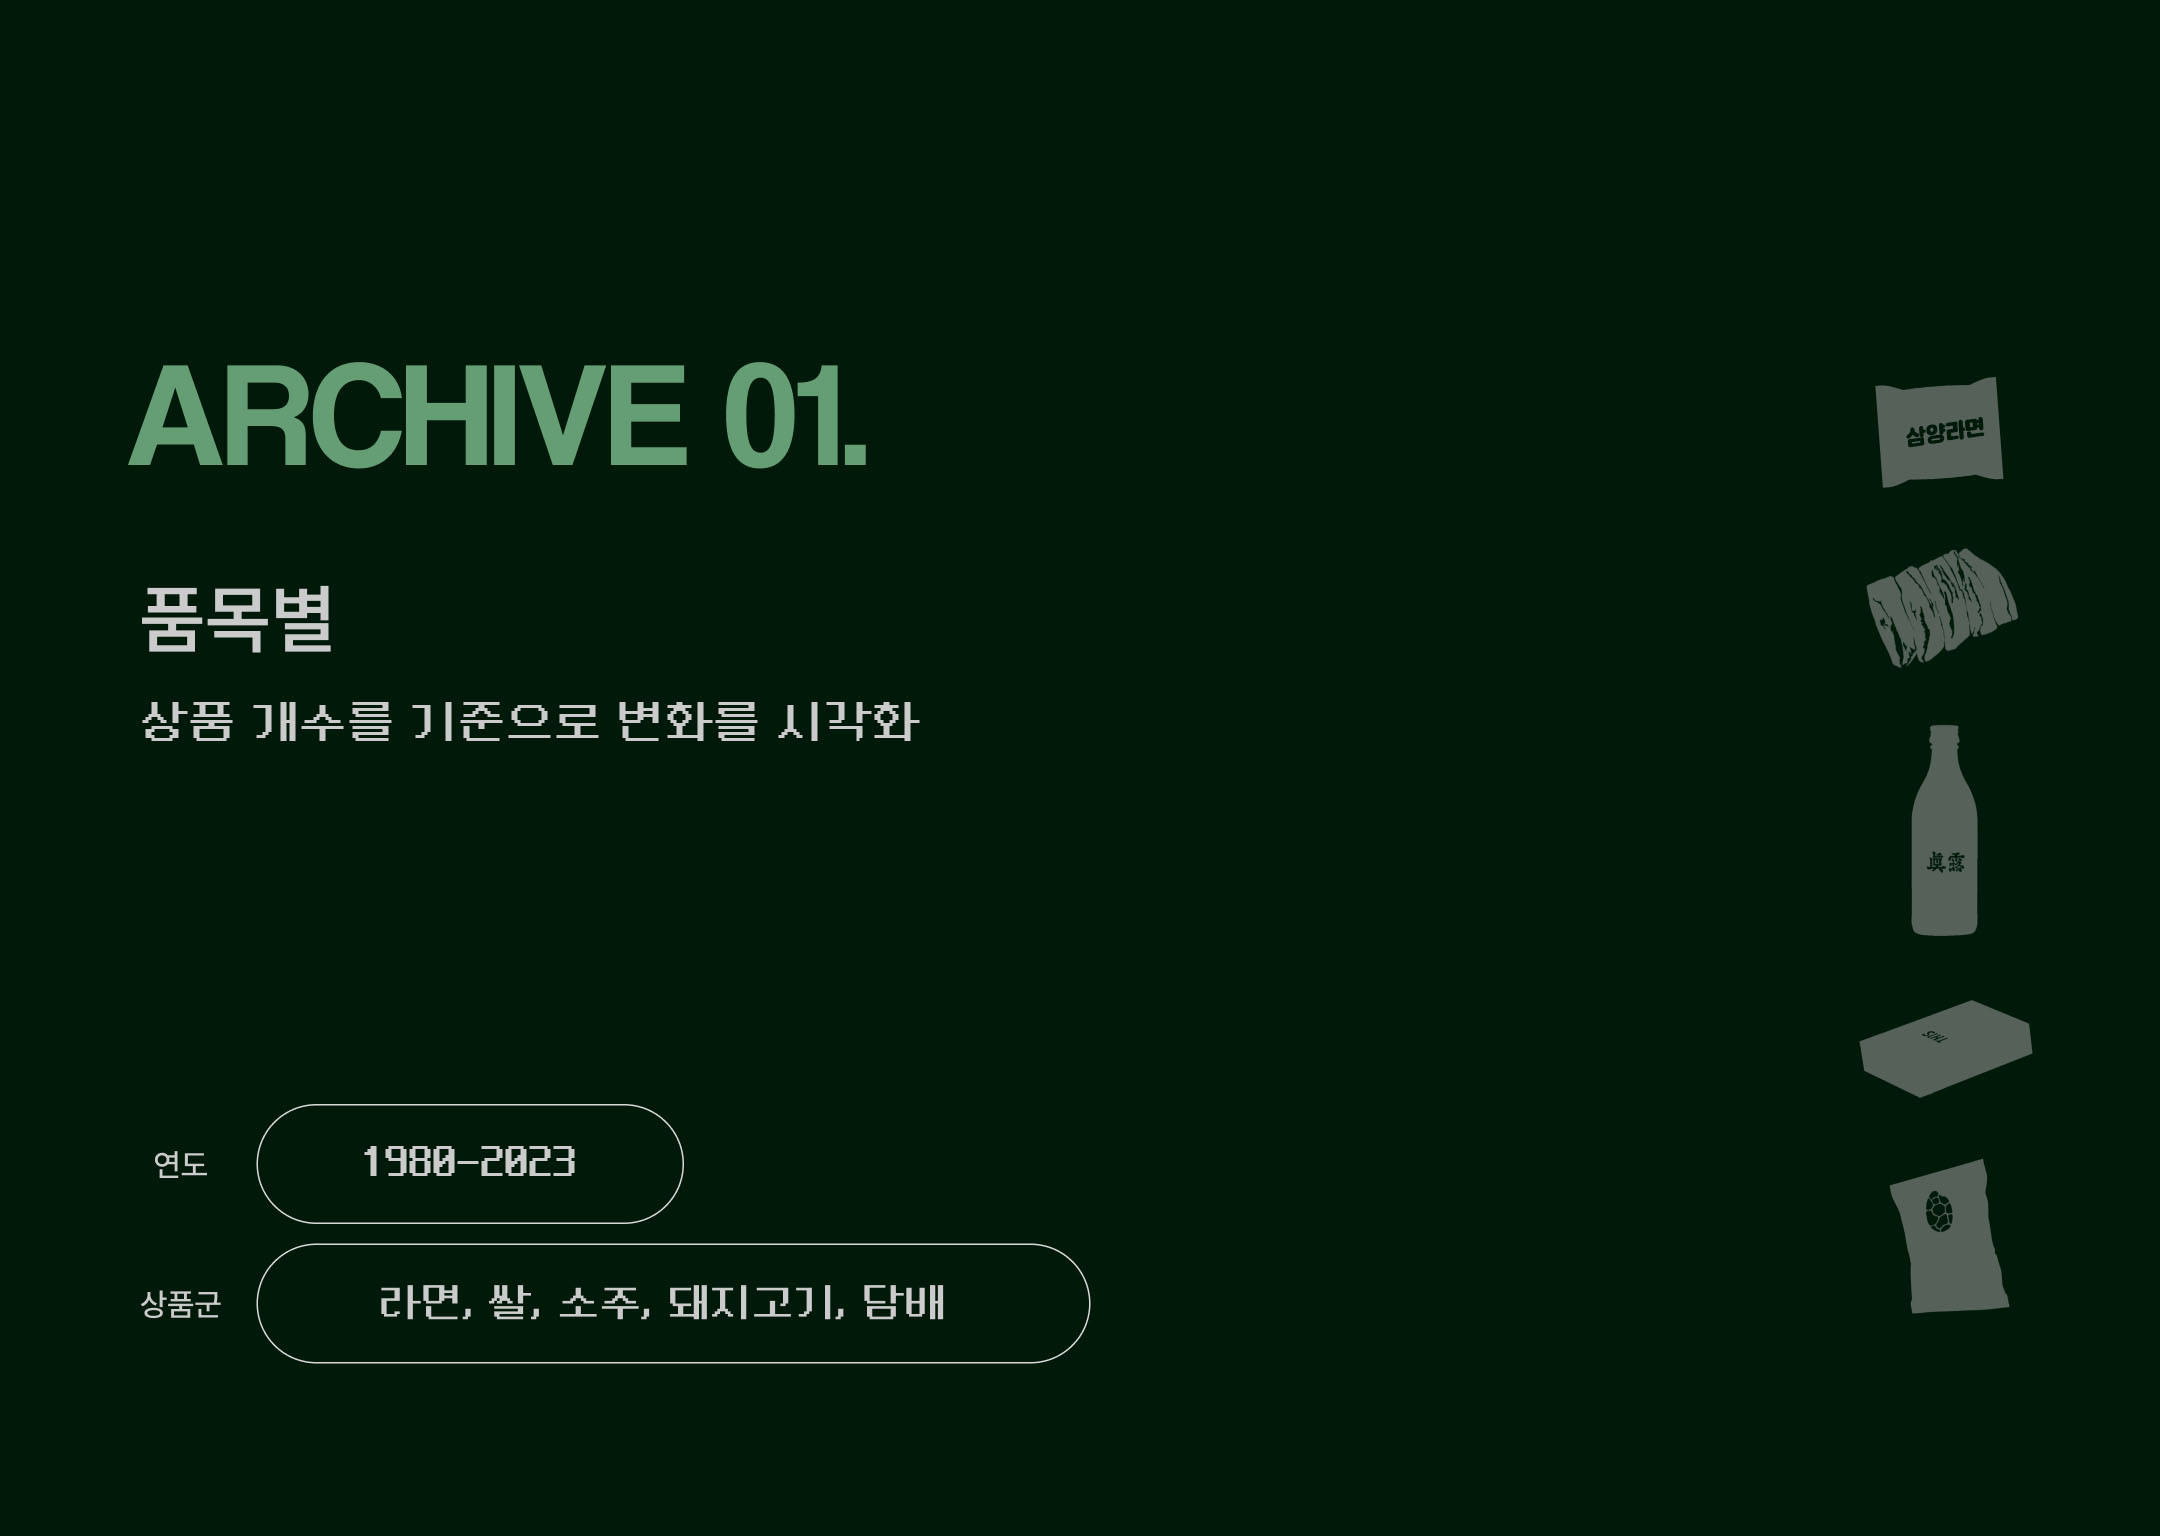 ARCHIVE 01.
품목별
상품 개수를 기준으로 변화를 시각화
연도
1980-2023
상품군
라면, 쌀, 소주, 돼지고기, 담배
삼양라면
眞露
THIS